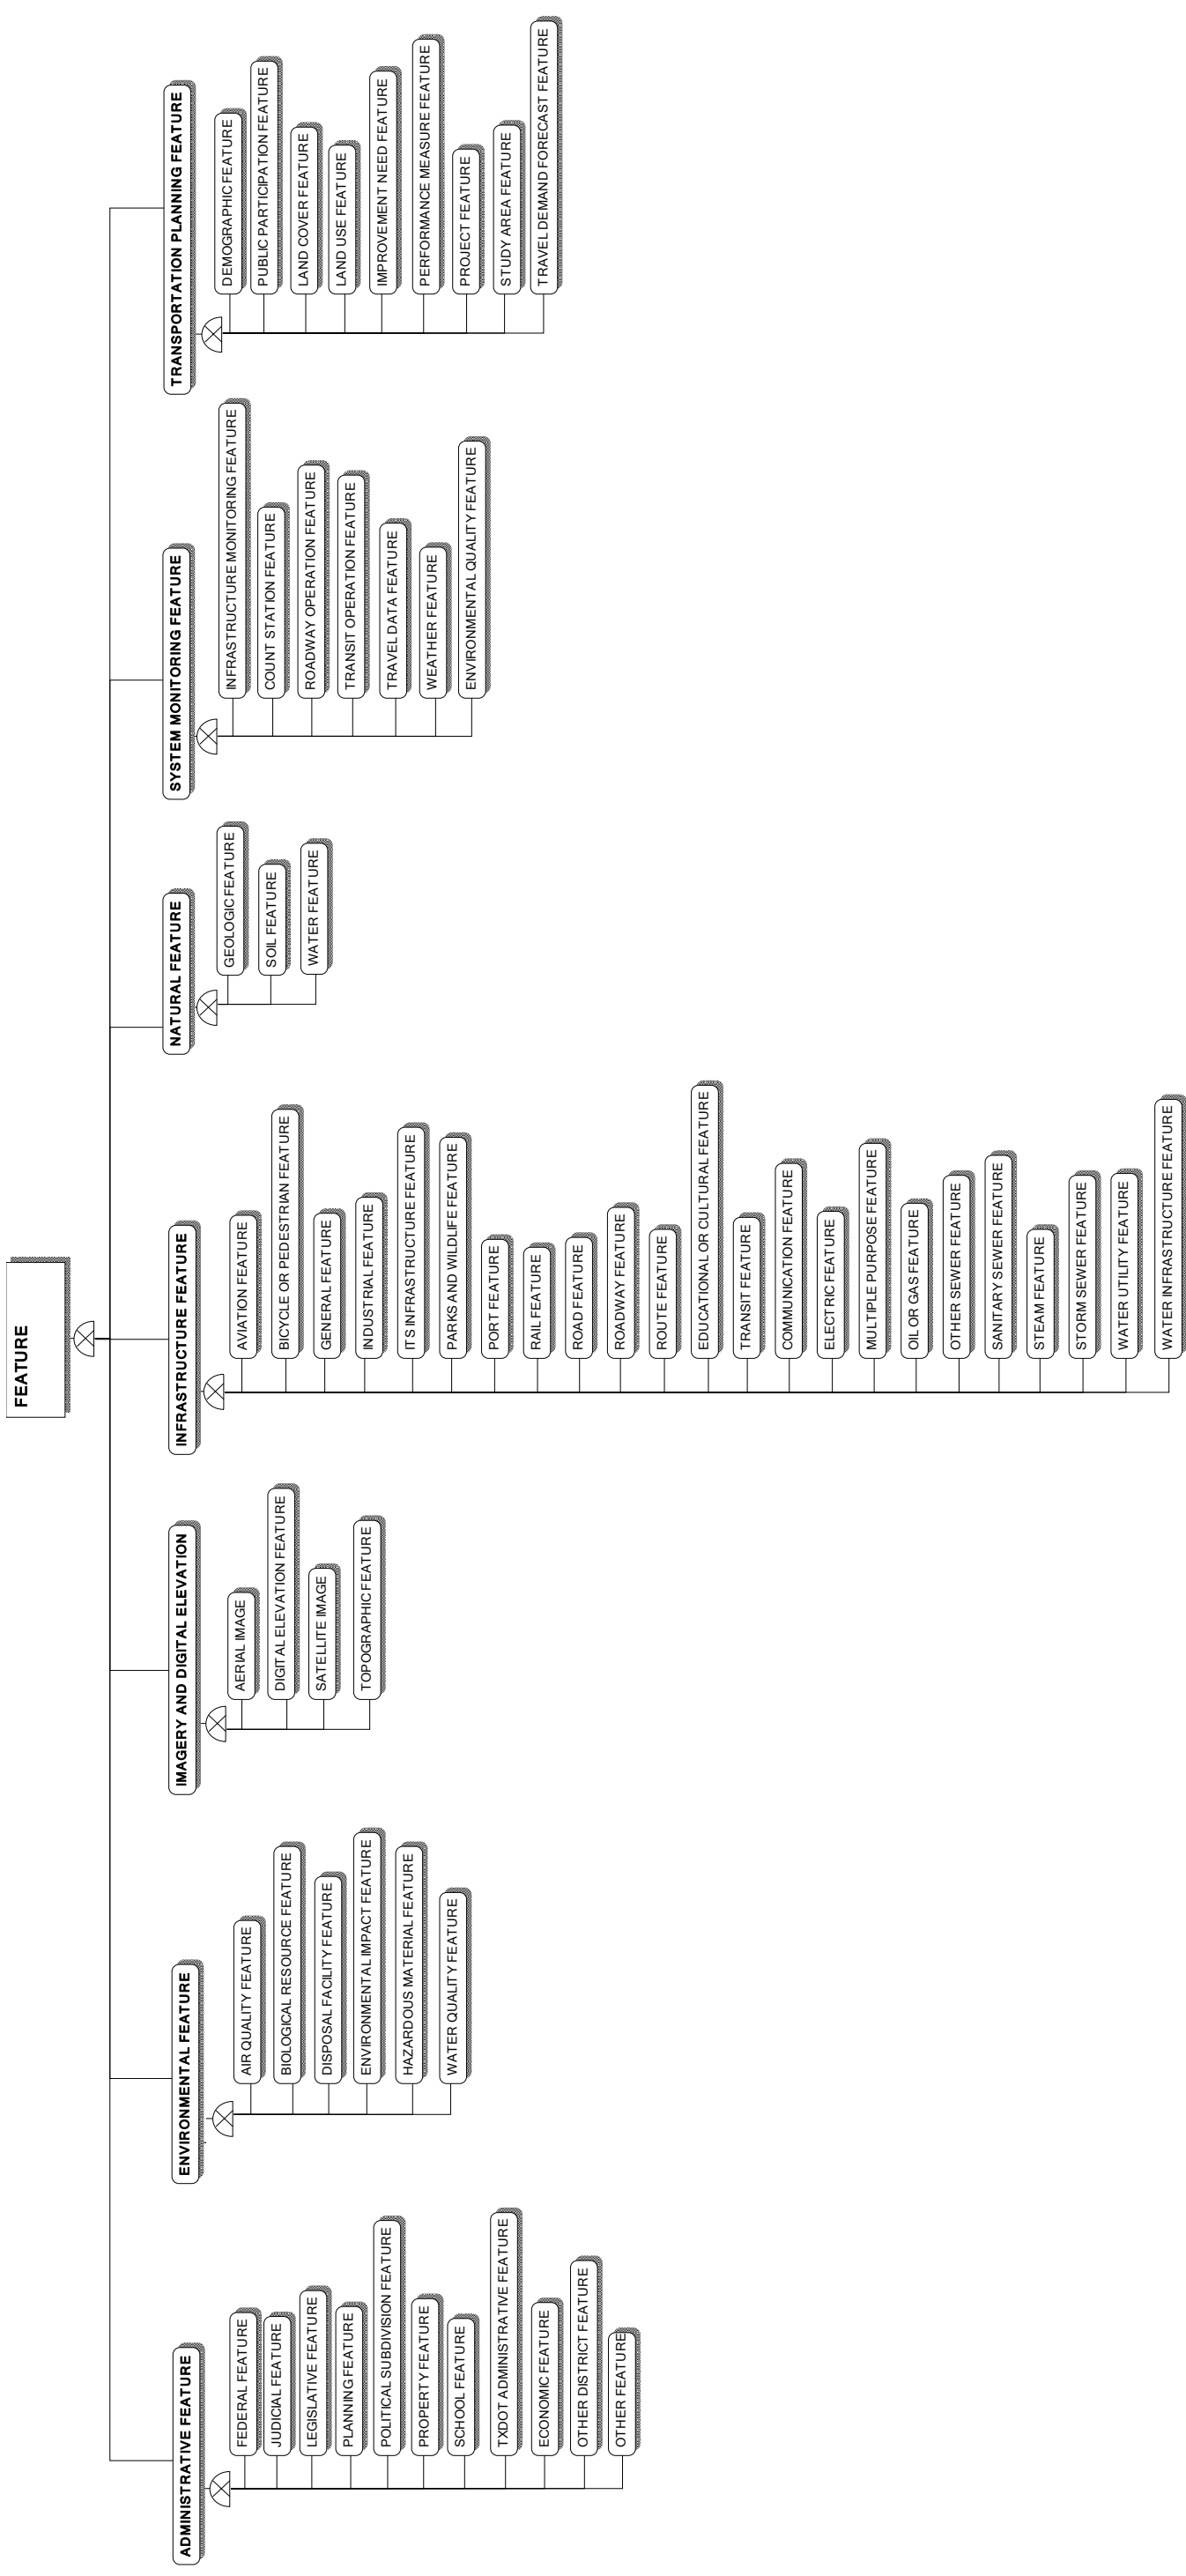 FEATURE
ADMINISTRATIVE FEATURE
FEDERAL FEATURE
JUDICIAL FEATURE
LEGISLATIVE FEATURE
PLANNING FEATURE
POLITICAL SUBDIVISION FEATURE
PROPERTY FEATURE
SCHOOL FEATURE
TXDOT ADMINISTRATIVE FEATURE
ECONOMIC FEATURE
OTHER DISTRICT FEATURE
OTHER FEATURE
ENVIRONMENTAL FEATURE
AIR QUALITY FEATURE
BIOLOGICAL RESOURCE FEATURE
DISPOSAL FACILITY FEATURE
ENVIRONMENTAL IMPACT FEATURE
HAZARDOUS MATERIAL FEATURE
WATER QUALITY FEATURE
IMAGERY AND DIGITAL ELEVATION
AERIAL IMAGE
DIGITAL ELEVATION FEATURE
SATELLITE IMAGE
TOPOGRAPHIC FEATURE
INFRASTRUCTURE FEATURE
AVIATION FEATURE
BICYCLE OR PEDESTRIAN FEATURE
GENERAL FEATURE
INDUSTRIAL FEATURE
ITS INFRASTRUCTURE FEATURE
PARKS AND WILDLIFE FEATURE
PORT FEATURE
RAIL FEATURE
ROAD FEATURE
ROADWAY FEATURE
ROUTE FEATURE
EDUCATIONAL OR CULTURAL FEATURE
TRANSIT FEATURE
COMMUNICATION FEATURE
ELECTRIC FEATURE
MULTIPLE PURPOSE FEATURE
OIL OR GAS FEATURE
OTHER SEWER FEATURE
SANITARY SEWER FEATURE
STEAM FEATURE
STORM SEWER FEATURE
WATER UTILITY FEATURE
WATER INFRASTRUCTURE FEATURE
NATURAL FEATURE
GEOLOGIC FEATURE
SOIL FEATURE
WATER FEATURE
SYSTEM MONITORING FEATURE
INFRASTRUCTURE MONITORING FEATURE
COUNT STATION FEATURE
ROADWAY OPERATION FEATURE
TRANSIT OPERATION FEATURE
TRAVEL DATA FEATURE
WEATHER FEATURE
ENVIRONMENTAL QUALITY FEATURE
TRANSPORTATION PLANNING FEATURE
DEMOGRAPHIC FEATURE
PUBLIC PARTICIPATION FEATURE
LAND COVER FEATURE
LAND USE FEATURE
IMPROVEMENT NEED FEATURE
PERFORMANCE MEASURE FEATURE
PROJECT FEATURE
STUDY AREA FEATURE
TRAVEL DEMAND FORECAST FEATURE